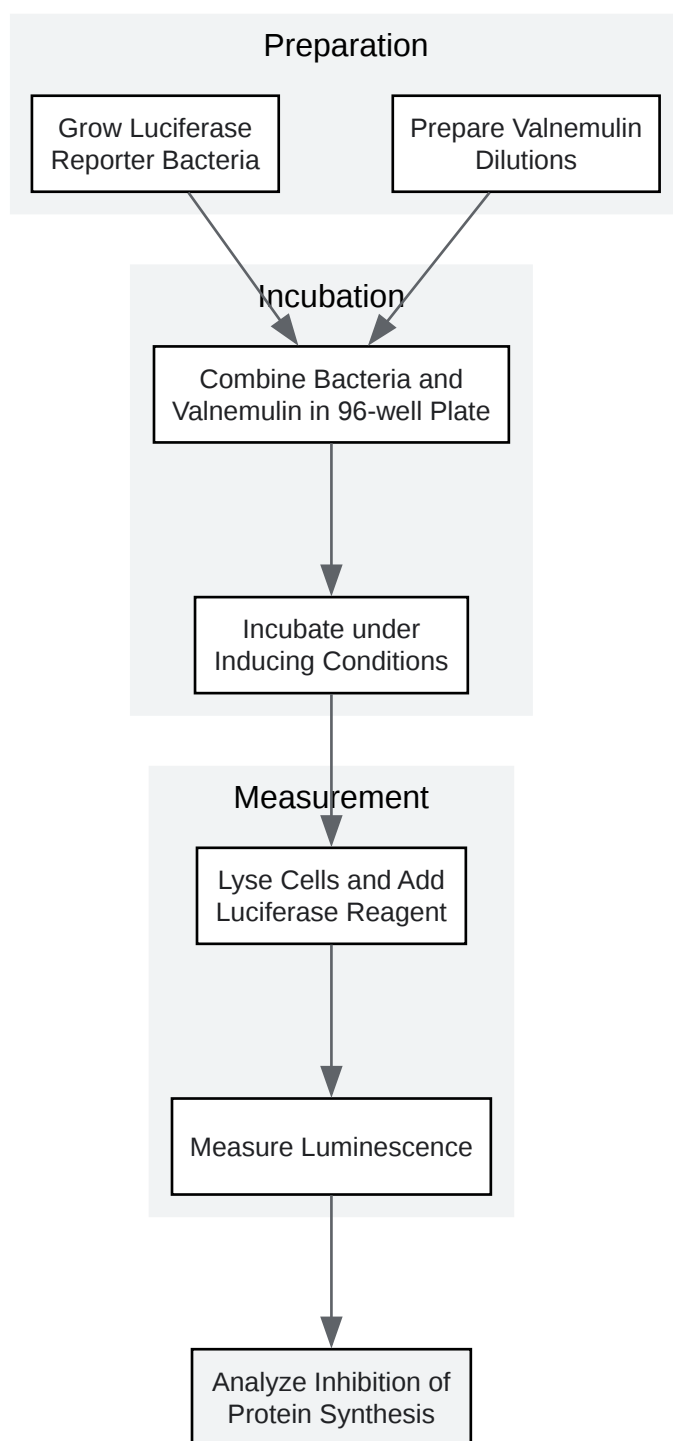 Preparation
Grow Luciferase
Reporter Bacteria
Prepare Valnemulin
Dilutions
Incubation
Combine Bacteria and
Valnemulin in 96-well Plate
Incubate under
Inducing Conditions
Measurement
Lyse Cells and Add
Luciferase Reagent
Measure Luminescence
Analyze Inhibition of
Protein Synthesis